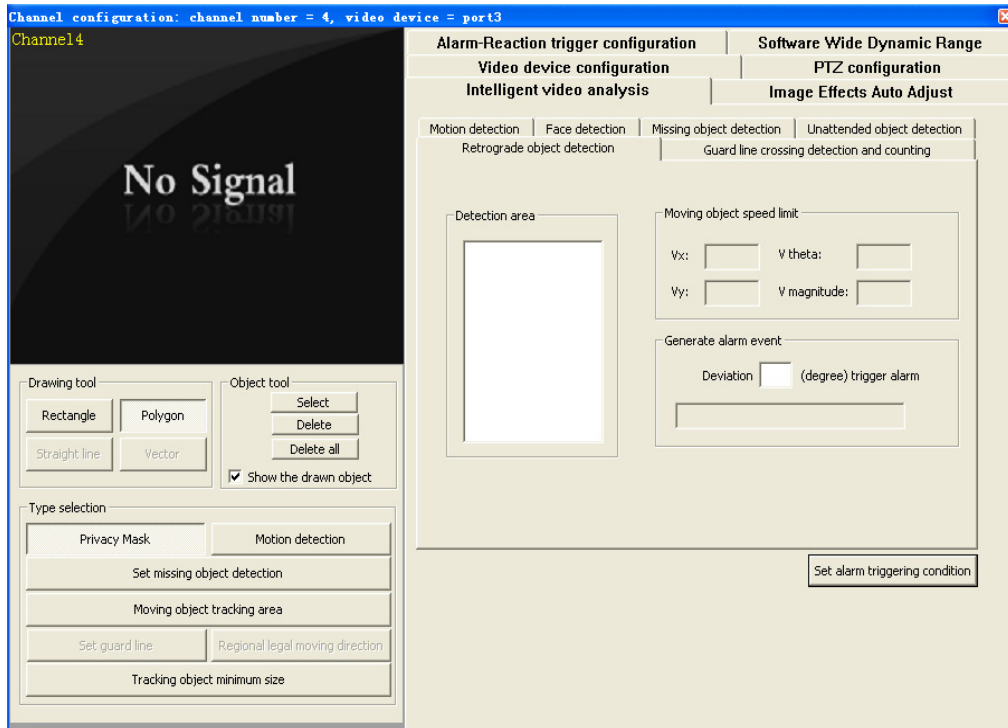 Channel configuration: channel number = 4, video device = port3
Channel4
No Signal
Alarm-Reaction trigger configuration
Software Wide Dynamic Range
Video device configuration
PTZ configuration
Intelligent video analysis
Image Effects Auto Adjust
Motion detection
Face detection
Missing object detection
Unattended object detection
Retrograde object detection
Guard line crossing detection and counting
Detection area
Moving object speed limit
Vx:
V theta:
Vy:
V magnitude:
Generate alarm event
Deviation
(degree) trigger alarm
Drawing tool
Rectangle
Polygon
Straight line
Vector
Object tool
Select
Delete
Delete all
Show the drawn object
Type selection
Privacy Mask
Motion detection
Set missing object detection
Moving object tracking area
Set guard line
Regional legal moving direction
Tracking object minimum size
Set alarm triggering condition